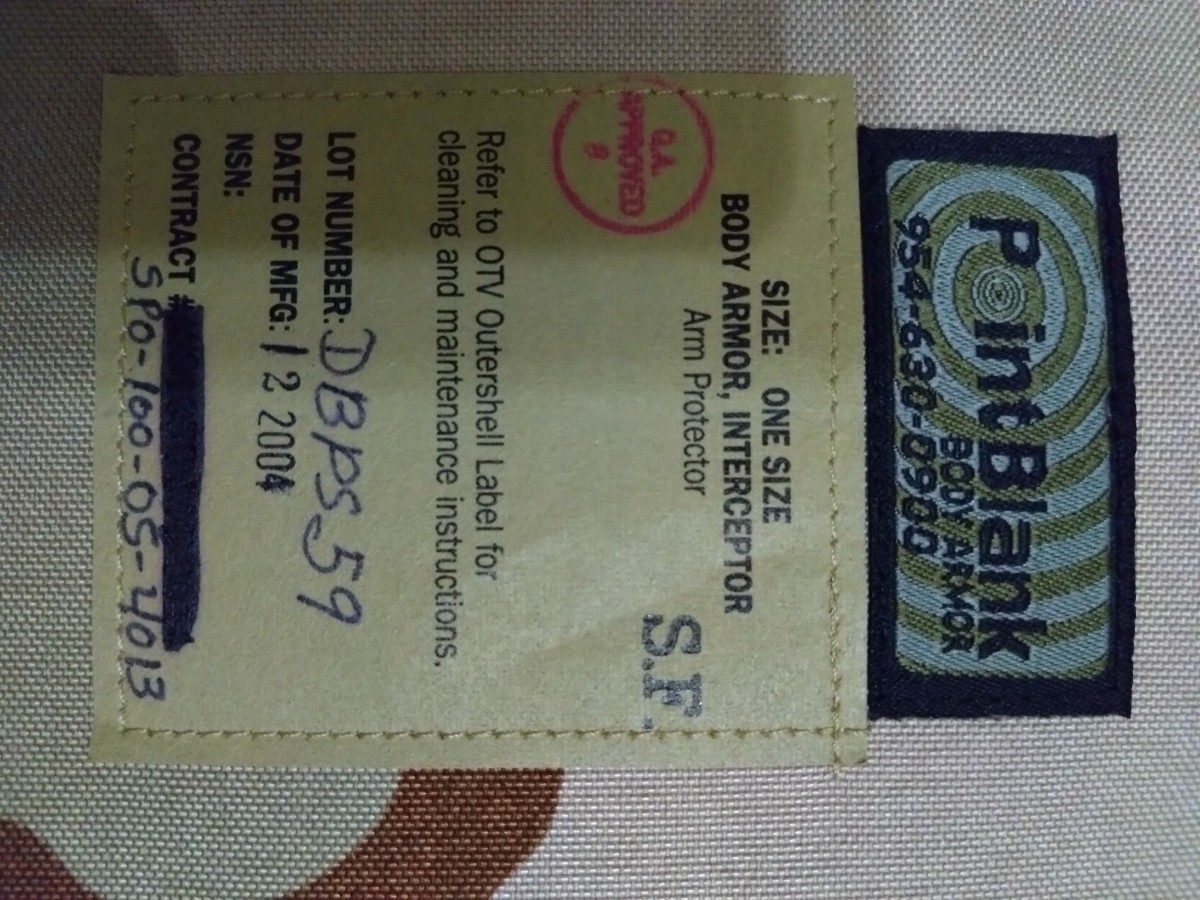 PointBlank
BODY ARMOR
954-630-0900
SIZE: ONE SIZE
BODY ARMOR, INTERCEPTOR
Arm Protector
S.F.
Q.A.
APPROVED
Refer to OTV Outershell Label for
cleaning and maintenance instructions.
LOT NUMBER: DBPS59
DATE OF MFG: 12 2004
NSN:
CONTRACT #
SPO-100-05-4013